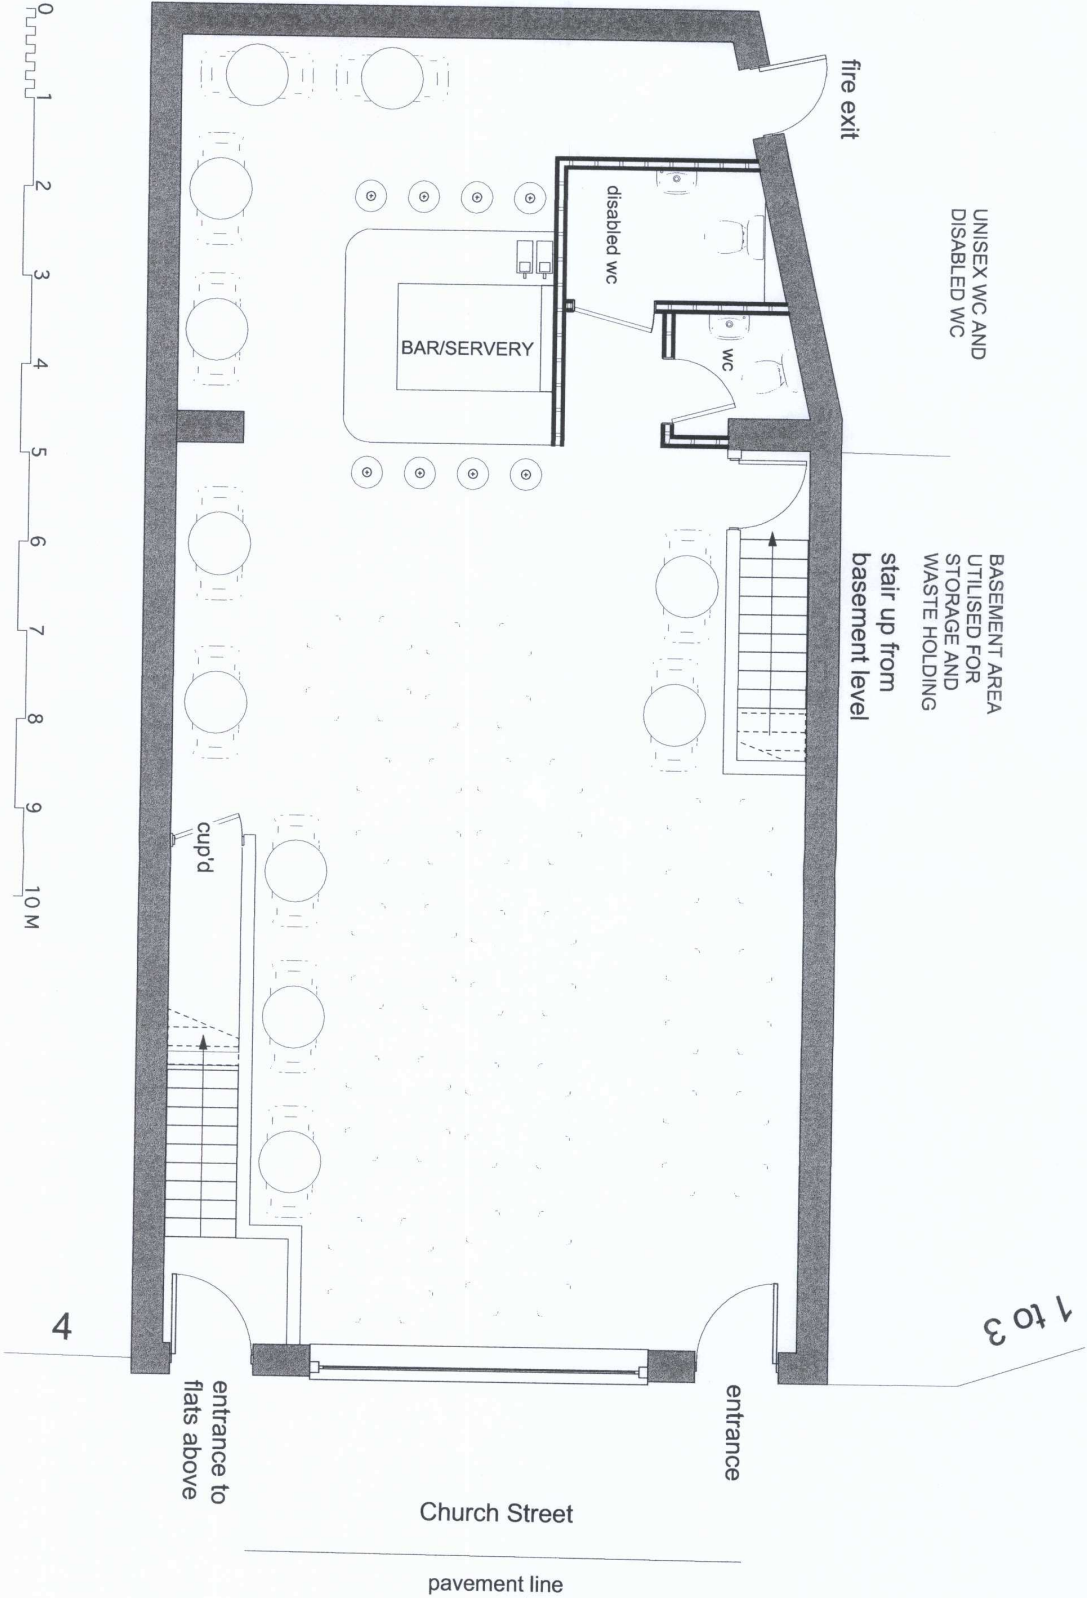 fire exit
UNISEX WC AND
DISABLED WC
disabled wc
wc
BAR/SERVERY
BASEMENT AREA
UTILISED FOR
STORAGE AND
WASTE HOLDING
stair up from
basement level
cup'd
0
1
2
3
4
5
6
7
8
9
10 M
4
1 to 3
entrance to
flats above
entrance
Church Street
pavement line